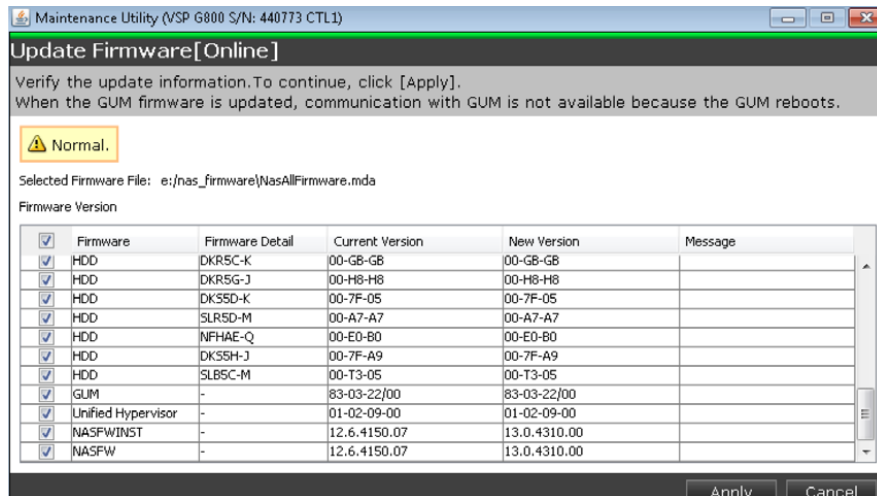 Maintenance Utility (VSP G800 S/N: 440773 CTL1)
Update Firmware[Online]
Verify the update information.To continue, click [Apply].
When the GUM firmware is updated, communication with GUM is not available because the GUM reboots.
Normal.
Selected Firmware File: e:/nas_firmware\NasAllFirmware.mda
Firmware Version
Firmware Firmware Detail Current Version New Version Message
HDD DKR5C-K 00-GB-GB 00-GB-GB
HDD DKR5G-J 00-H8-H8 00-H8-H8
HDD DKS5D-K 00-7F-05 00-7F-05
HDD SLR5D-M 00-A7-A7 00-A7-A7
HDD NFHAE-Q 00-E0-B0 00-E0-B0
HDD DKS5H-J 00-7F-A9 00-7F-A9
HDD SLB5C-M 00-T3-05 00-T3-05
GUM - 83-03-22/00 83-03-22/00
Unified Hypervisor - 01-02-09-00 01-02-09-00
NASFWINST - 12.6.4150.07 13.0.4310.00
NASFW - 12.6.4150.07 13.0.4310.00
Apply Cancel